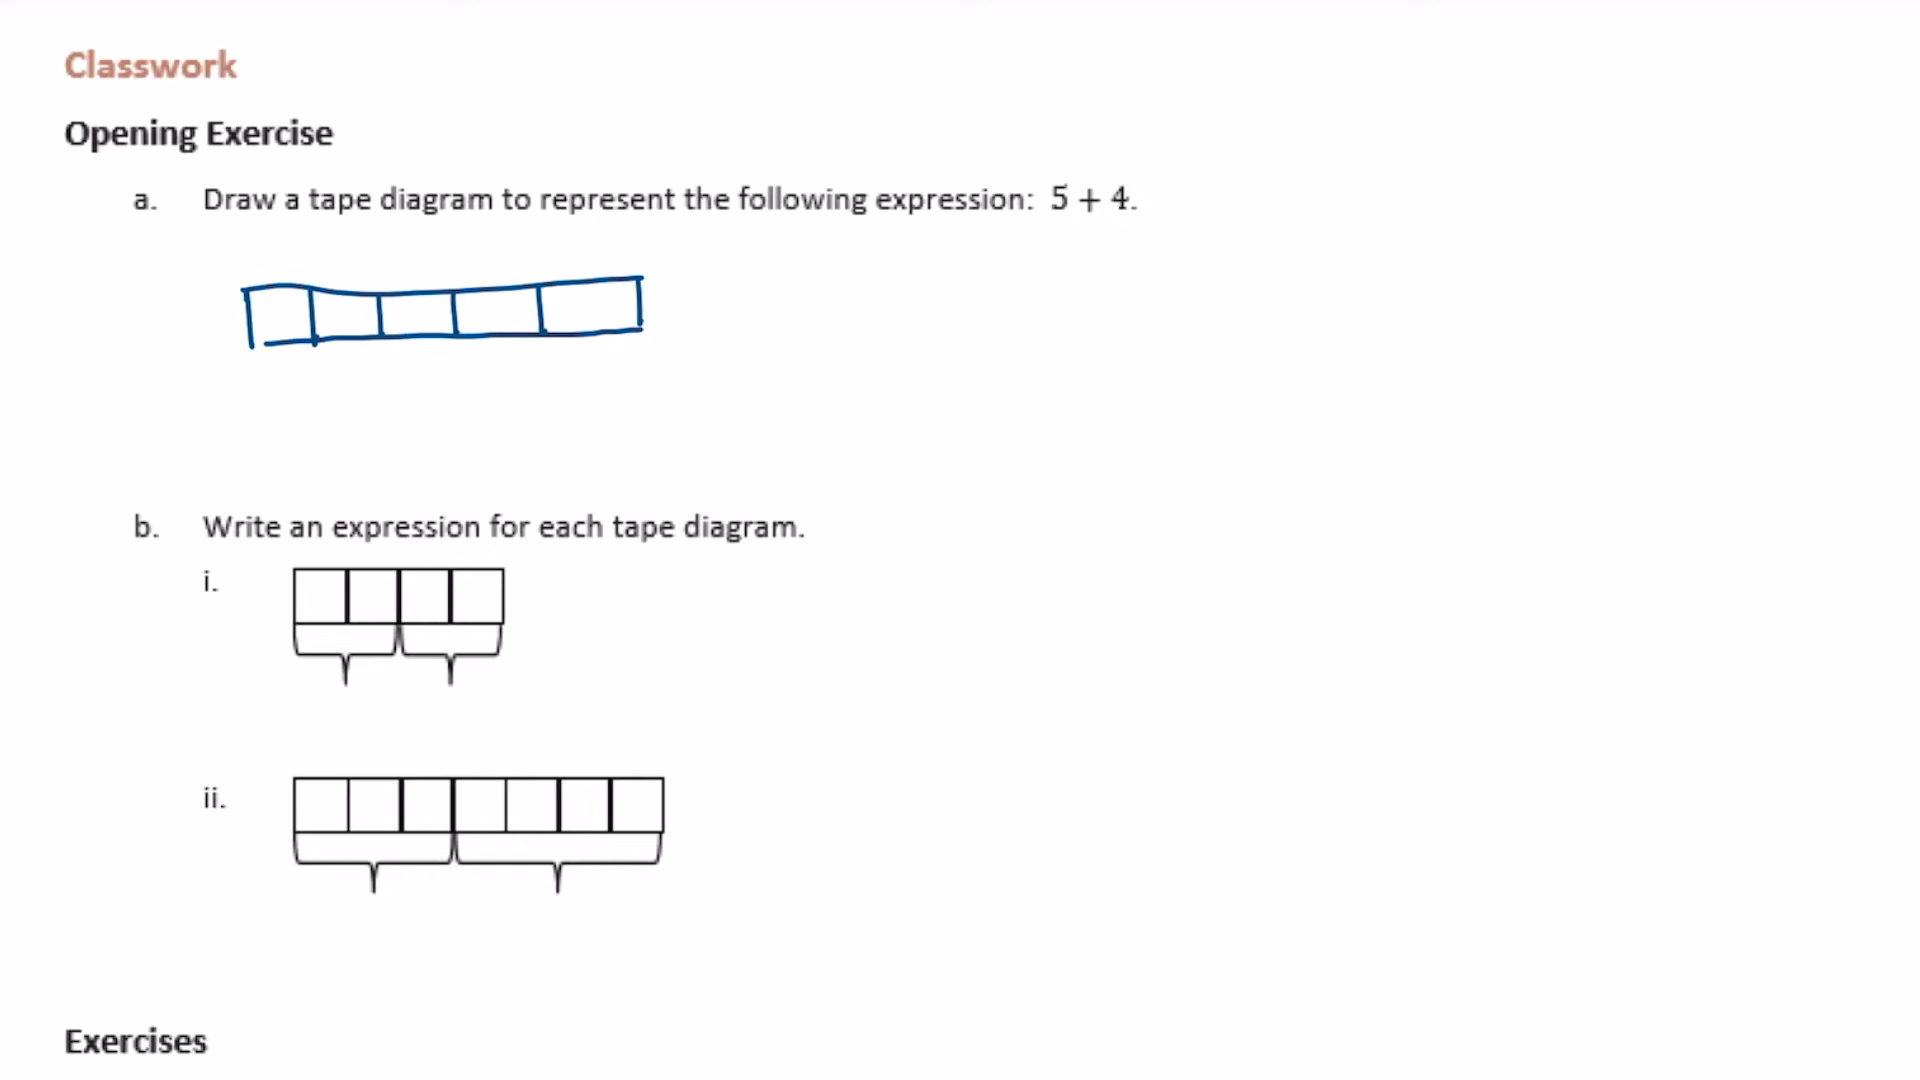 Classwork
Opening Exercise
a. Draw a tape diagram to represent the following expression: 5 + 4.
b. Write an expression for each tape diagram.
i.
ii.
Exercises